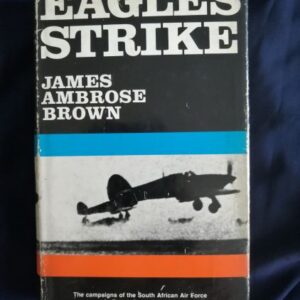 EAGLES
STRIKE
JAMES
AMBROSE
BROWN
The campaigns of the South African Air Force